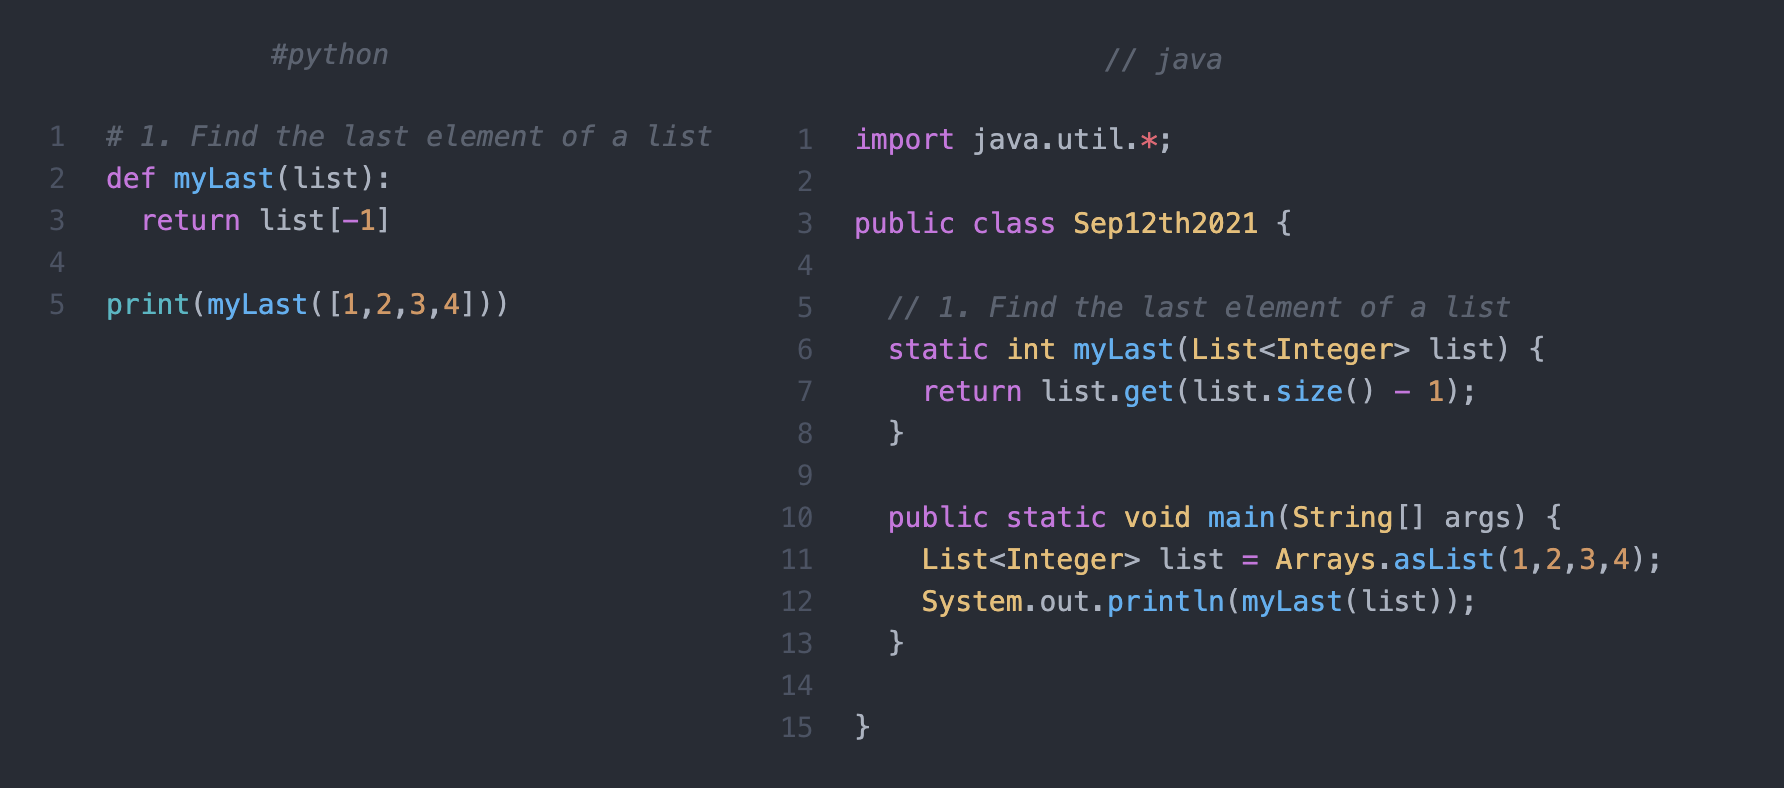 #python
1 # 1. Find the last element of a list
2 def myLast(list):
3   return list[-1]
4
5 print(myLast([1,2,3,4]))
// java
1 import java.util.*;
2
3 public class Sep12th2021 {
4
5   // 1. Find the last element of a list
6   static int myLast(List<Integer> list) {
7     return list.get(list.size() - 1);
8   }
9
10   public static void main(String[] args) {
11     List<Integer> list = Arrays.asList(1,2,3,4);
12     System.out.println(myLast(list));
13   }
14
15 }